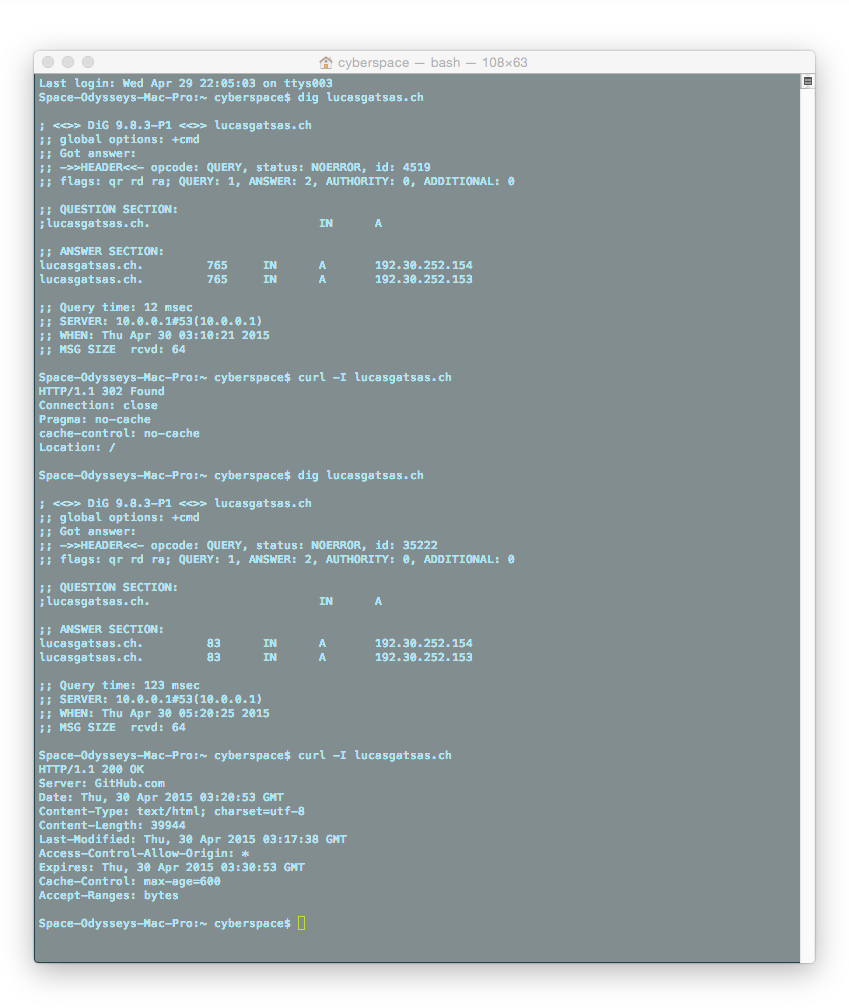 cyberspace — bash — 108×63
Last login: Wed Apr 29 22:05:03 on ttys003
Space-Odysseys-Mac-Pro:~ cyberspace$ dig lucasgatsas.ch

; <<>> DiG 9.8.3-P1 <<>> lucasgatsas.ch
;; global options: +cmd
;; Got answer:
;; ->>HEADER<<- opcode: QUERY, status: NOERROR, id: 4519
;; flags: qr rd ra; QUERY: 1, ANSWER: 2, AUTHORITY: 0, ADDITIONAL: 0

;; QUESTION SECTION:
;lucasgatsas.ch. IN A

;; ANSWER SECTION:
lucasgatsas.ch. 765 IN A 192.30.252.154
lucasgatsas.ch. 765 IN A 192.30.252.153

;; Query time: 12 msec
;; SERVER: 10.0.0.1#53(10.0.0.1)
;; WHEN: Thu Apr 30 03:10:21 2015
;; MSG SIZE rcvd: 64

Space-Odysseys-Mac-Pro:~ cyberspace$ curl -I lucasgatsas.ch
HTTP/1.1 302 Found
Connection: close
Pragma: no-cache
cache-control: no-cache
Location: /

Space-Odysseys-Mac-Pro:~ cyberspace$ dig lucasgatsas.ch

; <<>> DiG 9.8.3-P1 <<>> lucasgatsas.ch
;; global options: +cmd
;; Got answer:
;; ->>HEADER<<- opcode: QUERY, status: NOERROR, id: 35222
;; flags: qr rd ra; QUERY: 1, ANSWER: 2, AUTHORITY: 0, ADDITIONAL: 0

;; QUESTION SECTION:
;lucasgatsas.ch. IN A

;; ANSWER SECTION:
lucasgatsas.ch. 83 IN A 192.30.252.154
lucasgatsas.ch. 83 IN A 192.30.252.153

;; Query time: 123 msec
;; SERVER: 10.0.0.1#53(10.0.0.1)
;; WHEN: Thu Apr 30 05:20:25 2015
;; MSG SIZE rcvd: 64

Space-Odysseys-Mac-Pro:~ cyberspace$ curl -I lucasgatsas.ch
HTTP/1.1 200 OK
Server: GitHub.com
Date: Thu, 30 Apr 2015 03:20:53 GMT
Content-Type: text/html; charset=utf-8
Content-Length: 39944
Last-Modified: Thu, 30 Apr 2015 03:17:38 GMT
Access-Control-Allow-Origin: *
Expires: Thu, 30 Apr 2015 03:30:53 GMT
Cache-Control: max-age=600
Accept-Ranges: bytes

Space-Odysseys-Mac-Pro:~ cyberspace$